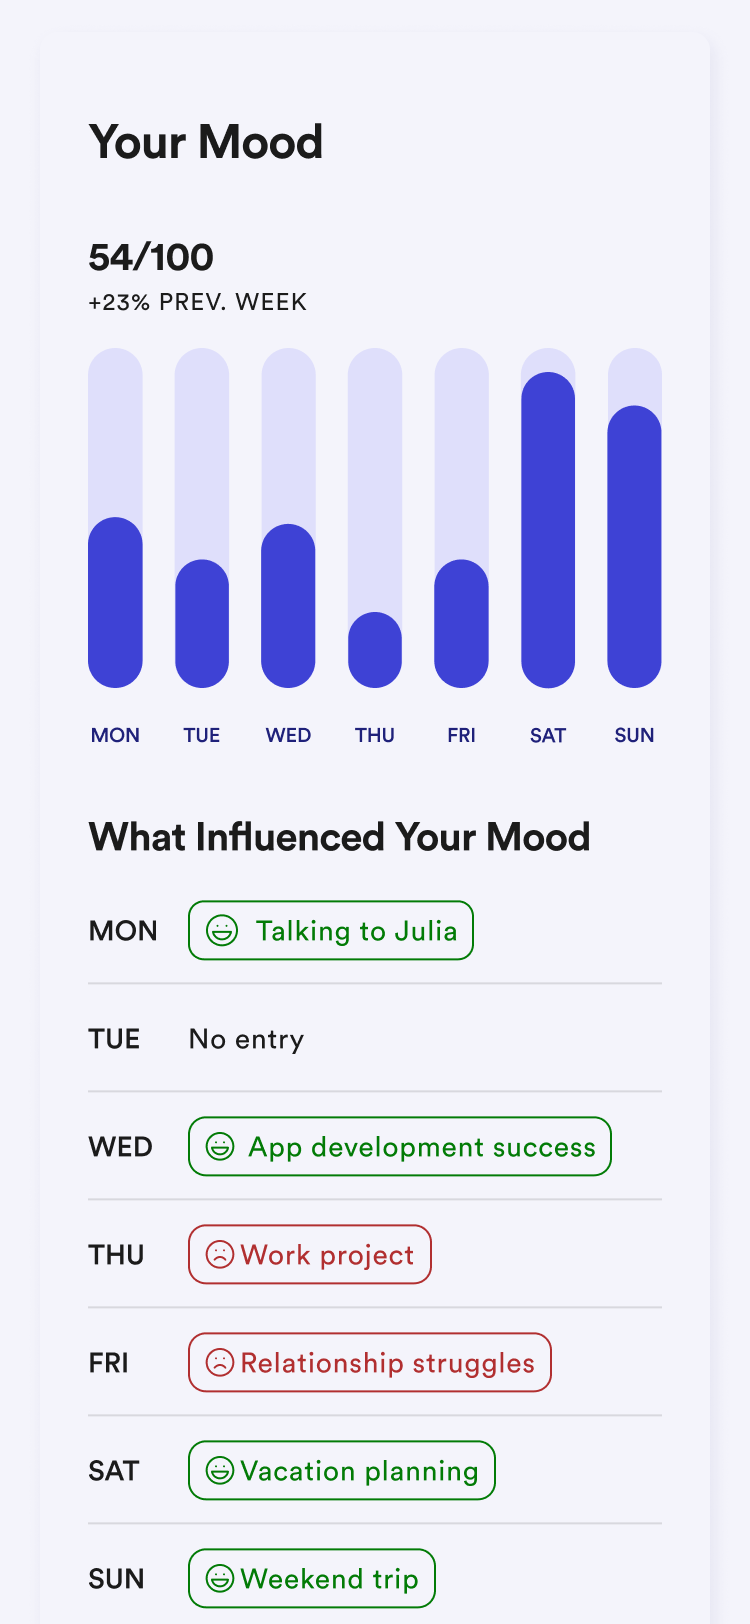 Your Mood
54/100
+23% PREV. WEEK
MON TUE WED THU FRI SAT SUN
What Influenced Your Mood
MON Talking to Julia
TUE No entry
WED App development success
THU Work project
FRI Relationship struggles
SAT Vacation planning
SUN Weekend trip